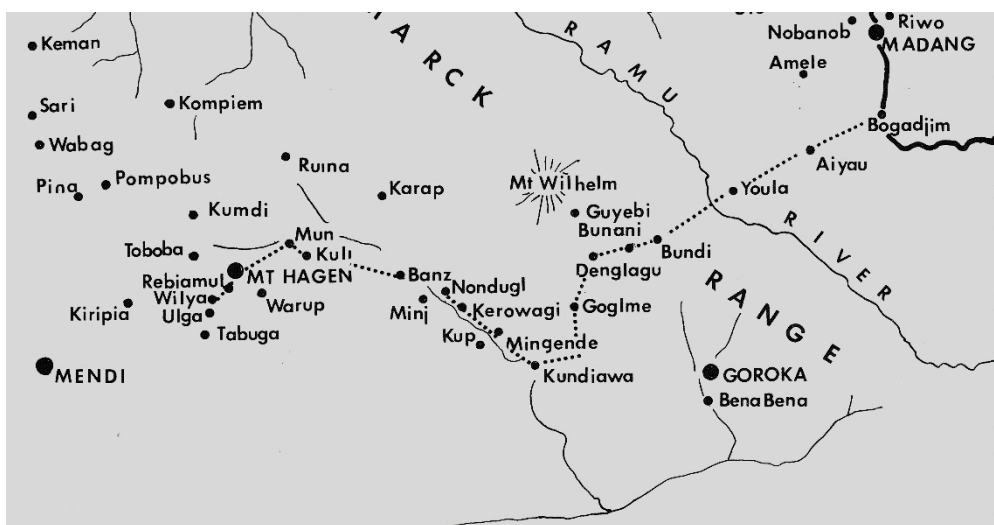 Keman
ARCK
RAMU
Nobanob
Riwo
MADANG
Amele
Sari
Kompiem
Bogadjim
Wabag
Ruina
Aiyau
Pina
Pompobus
Karap
Mt Wilhelm
Youla
Kumdi
Guyebi
Bunani
Mun
Bundi
RIVER
Toboba
Kuli
Denglagu
MT HAGEN
Banz
Rebiamul
Nondugl
RANGE
Wilya
Warup
Minj
Kerowagi
Goglme
Kiripia
Ulga
Tabuga
Kup
Mingende
Kundiawa
MENDI
GOROKA
BenaBena